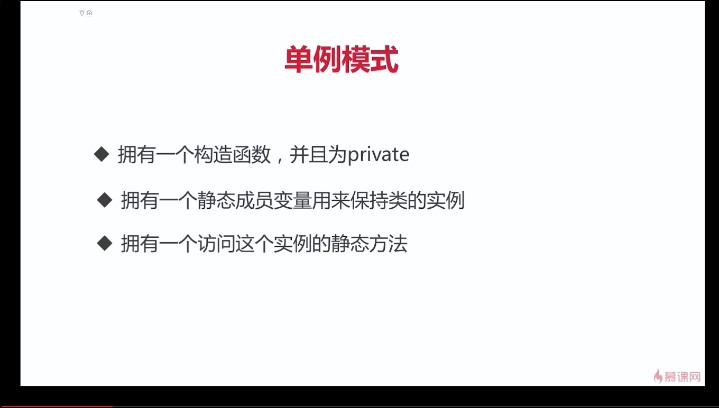 单例模式
◆ 拥有一个构造函数，并且为private
◆ 拥有一个静态成员变量用来保持类的实例
◆ 拥有一个访问这个实例的静态方法
慕课网